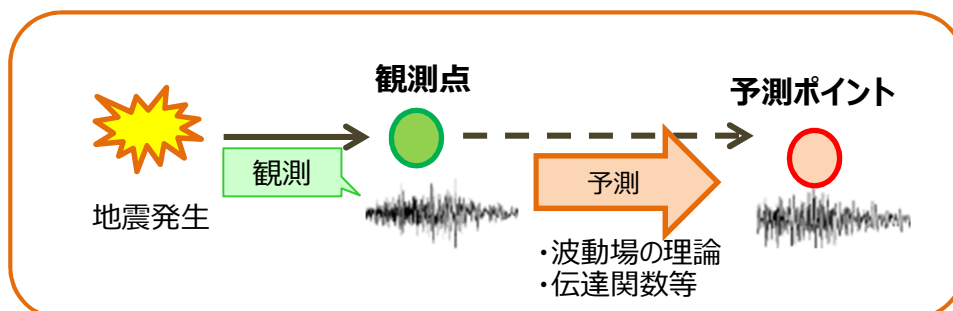 観測点
予測ポイント
観測
予測
地震発生
・波動場の理論
・伝達関数等